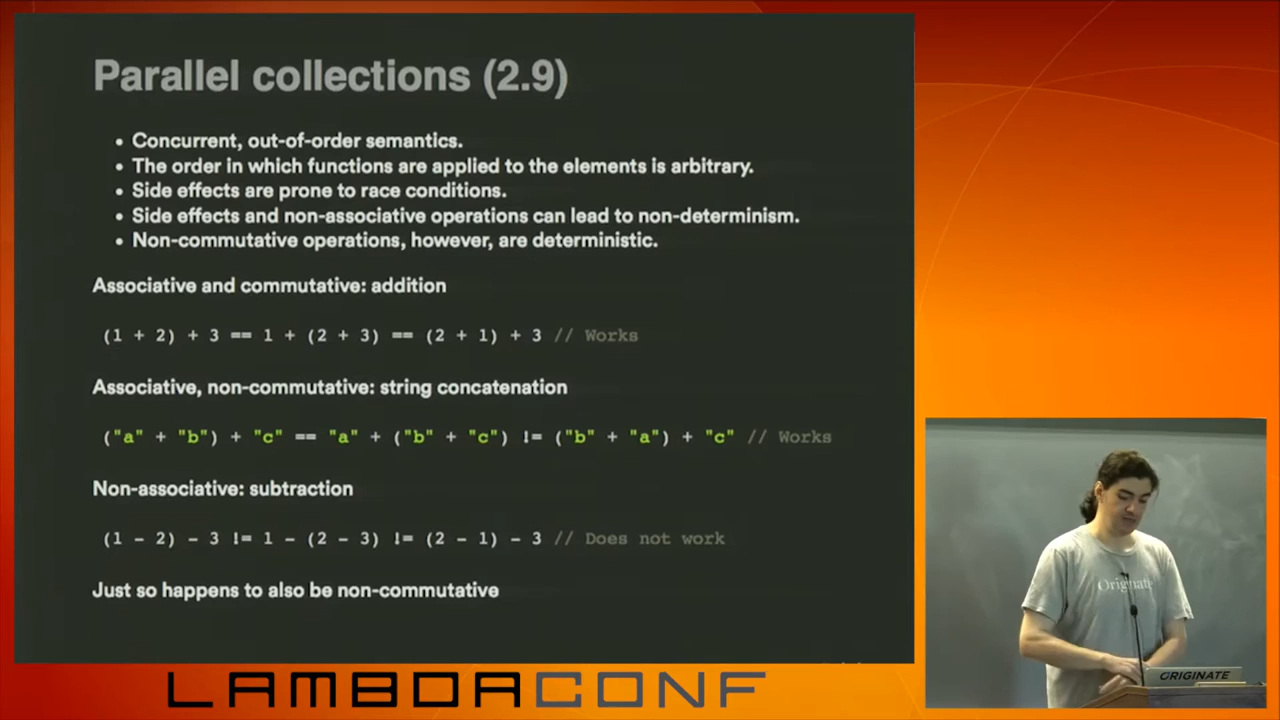 Parallel collections (2.9)
• Concurrent, out-of-order semantics.
• The order in which functions are applied to the elements is arbitrary.
• Side effects are prone to race conditions.
• Side effects and non-associative operations can lead to non-determinism.
• Non-commutative operations, however, are deterministic.
Associative and commutative: addition
(1 + 2) + 3 == 1 + (2 + 3) == (2 + 1) + 3 // Works
Associative, non-commutative: string concatenation
("a" + "b") + "c" == "a" + ("b" + "c") != ("b" + "a") + "c" // Works
Non-associative: subtraction
(1 - 2) - 3 != 1 - (2 - 3) != (2 - 1) - 3 // Does not work
Just so happens to also be non-commutative
Originate
ORIGINATE
LAMBDACONF